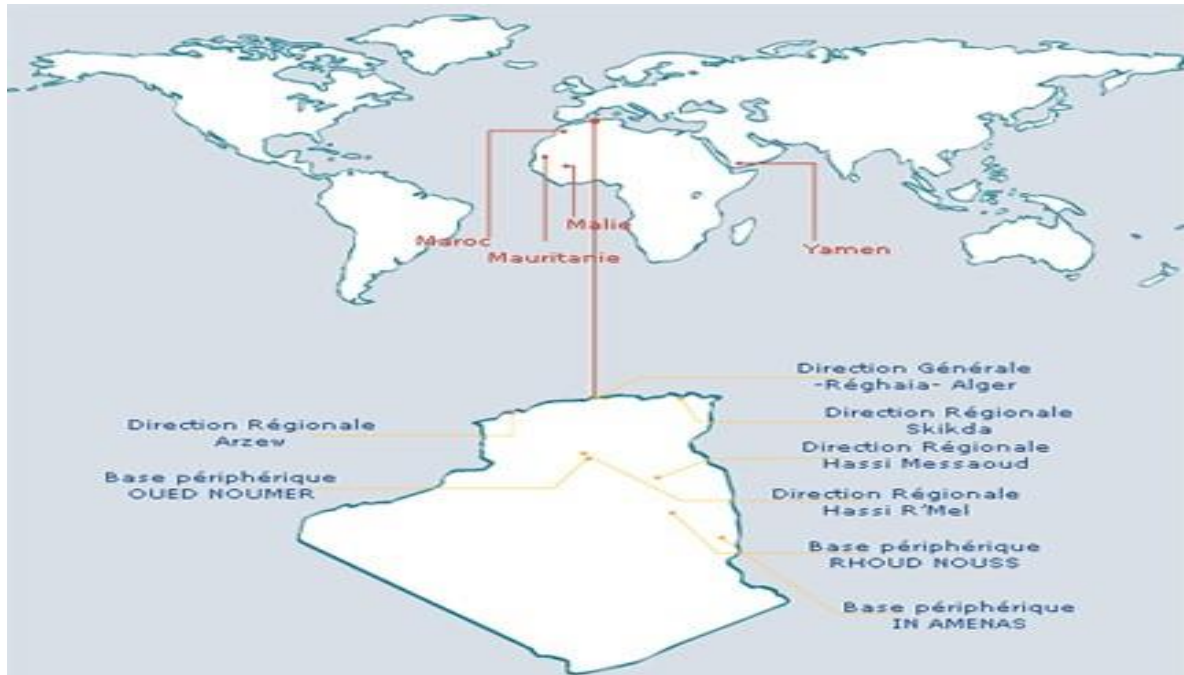 Malie
Maroc
Mauritanie
Yamen
Direction Générale
-Réghaia- Alger
Direction Régionale
Arzew
Direction Régionale
Skikda
Direction Régionale
Hassi Messaoud
Base périphérique
OUED NOUMER
Direction Régionale
Hassi R'Mel
Base périphérique
RHOUD NOUSS
Base périphérique
IN AMENAS